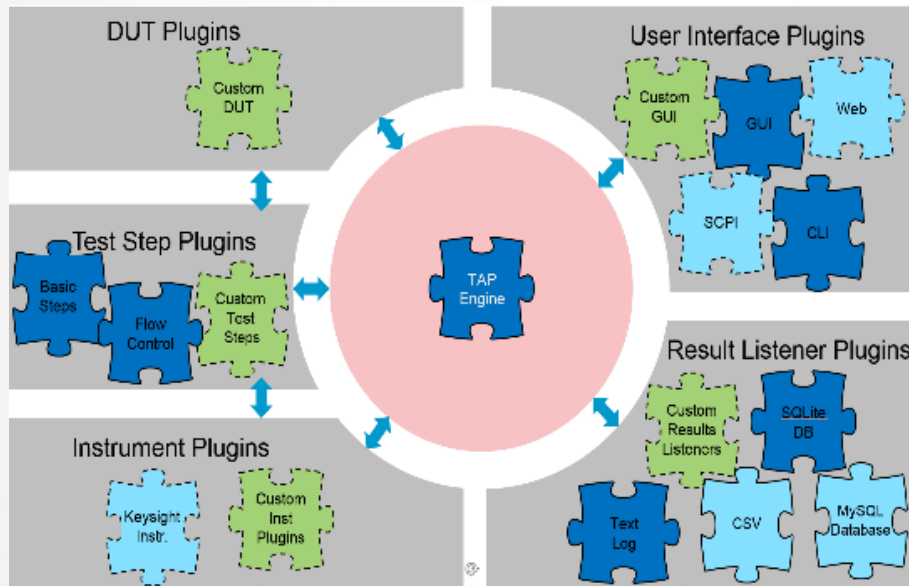 DUT Plugins
Custom
DUT
User Interface Plugins
Custom
GUI
GUI
Web
SCPI
CLI
Test Step Plugins
Basic
Steps
Flow
Control
Custom
Test
Steps
TAP
Engine
Instrument Plugins
Keysight
Instr.
Custom
Inst
Plugins
Result Listener Plugins
Custom
Results
Listeners
SQLite
DB
Text
Log
CSV
MySQL
Database